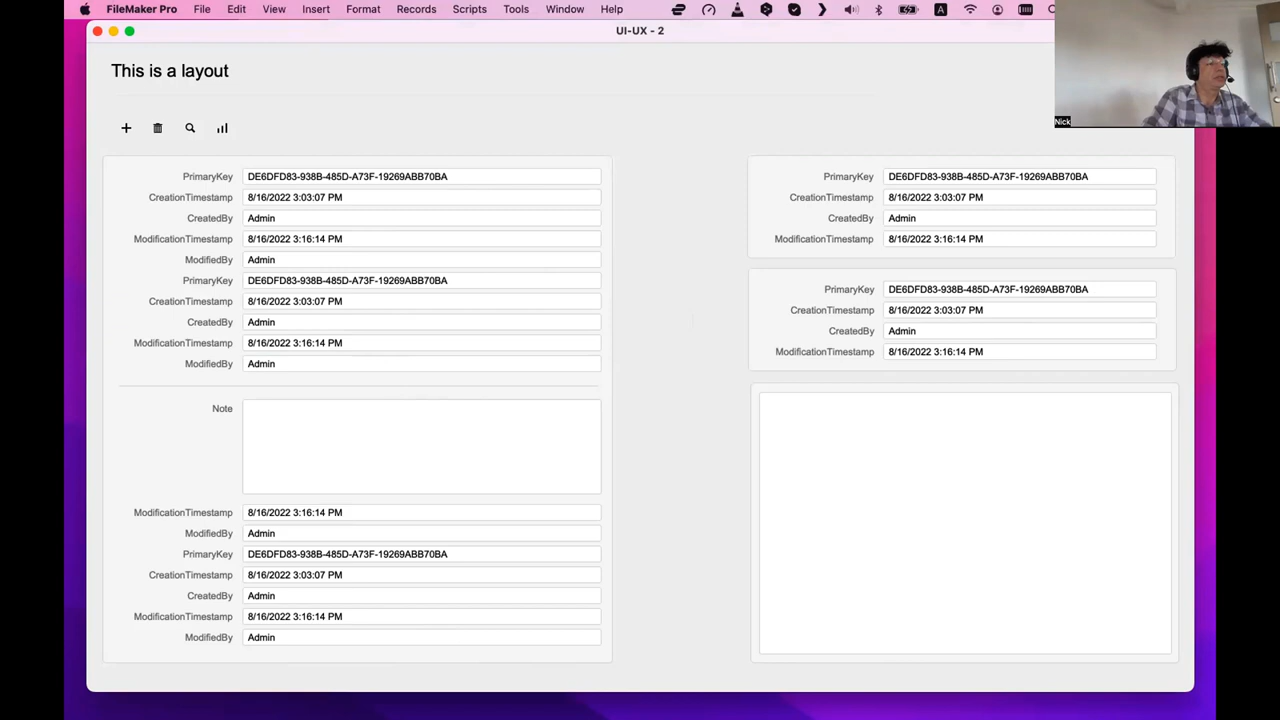 FileMaker Pro File Edit View Insert Format Records Scripts Tools Window Help A
UI-UX - 2
Nick
This is a layout
PrimaryKey DE6DFD83-938B-485D-A73F-19269ABB70BA
CreationTimestamp 8/16/2022 3:03:07 PM
CreatedBy Admin
ModificationTimestamp 8/16/2022 3:16:14 PM
ModifiedBy Admin
PrimaryKey DE6DFD83-938B-485D-A73F-19269ABB70BA
CreationTimestamp 8/16/2022 3:03:07 PM
CreatedBy Admin
ModificationTimestamp 8/16/2022 3:16:14 PM
ModifiedBy Admin
Note
ModificationTimestamp 8/16/2022 3:16:14 PM
ModifiedBy Admin
PrimaryKey DE6DFD83-938B-485D-A73F-19269ABB70BA
CreationTimestamp 8/16/2022 3:03:07 PM
CreatedBy Admin
ModificationTimestamp 8/16/2022 3:16:14 PM
ModifiedBy Admin
PrimaryKey DE6DFD83-938B-485D-A73F-19269ABB70BA
CreationTimestamp 8/16/2022 3:03:07 PM
CreatedBy Admin
ModificationTimestamp 8/16/2022 3:16:14 PM
PrimaryKey DE6DFD83-938B-485D-A73F-19269ABB70BA
CreationTimestamp 8/16/2022 3:03:07 PM
CreatedBy Admin
ModificationTimestamp 8/16/2022 3:16:14 PM